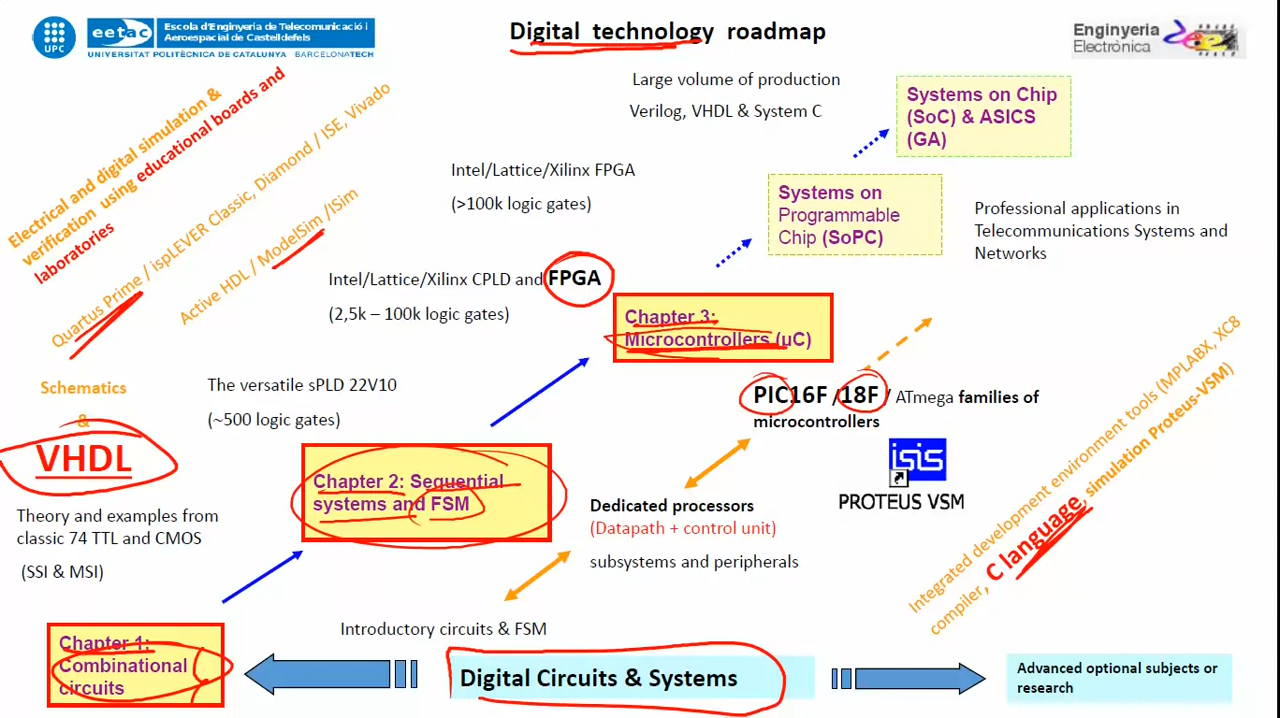 UPC
eetac
Escola d'Enginyeria de Telecomunicació i
Aeroespacial de Castelldefels
UNIVERSITAT POLITÈCNICA DE CATALUNYA BARCELONATECH
Digital technology roadmap
Enginyeria
Electrònica
Large volume of production
Verilog, VHDL & System C
Systems on Chip
(SoC) & ASICS
(GA)
Electrical and digital simulation &
verification using educational boards and
laboratories
Quartus Prime / ispLEVER Classic, Diamond / ISE, Vivado
Active HDL / ModelSim /ISim
Intel/Lattice/Xilinx FPGA
(>100k logic gates)
Systems on
Programmable
Chip (SoPC)
Professional applications in
Telecommunications Systems and
Networks
Intel/Lattice/Xilinx CPLD and FPGA
(2,5k – 100k logic gates)
Chapter 3:
Microcontrollers (µC)
Schematics
&
VHDL
The versatile sPLD 22V10
(~500 logic gates)
PIC16F /18F / ATmega families of
microcontrollers
isis
PROTEUS VSM
Integrated development environment tools (MPLABX, XC8
compiler, C language, simulation Proteus-VSM)
Chapter 2: Sequential
systems and FSM
Dedicated processors
(Datapath + control unit)
subsystems and peripherals
Theory and examples from
classic 74 TTL and CMOS
(SSI & MSI)
Introductory circuits & FSM
Chapter 1:
Combinational
circuits
Digital Circuits & Systems
Advanced optional subjects or
research